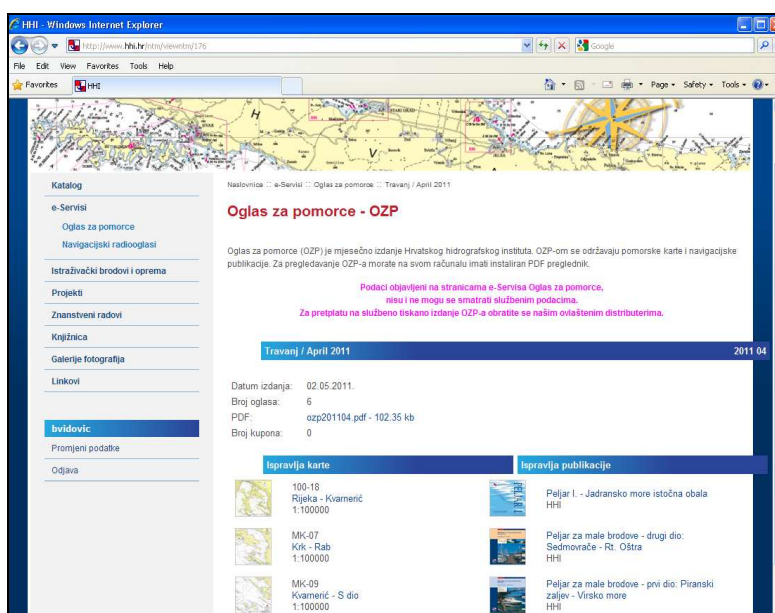 HHI - Windows Internet Explorer
http://www.hhi.hr/ntm/viewntm/176
Google
File Edit View Favorites Tools Help
Favorites HHI
Page Safety Tools
H
V
Katalog
e-Servisi
Oglas za pomorce
Navigacijski radiooglasi
Istraživački brodovi i oprema
Projekti
Znanstveni radovi
Knjižnica
Galerije fotografija
Linkovi
bvidovic
Promjeni podatke
Odjava
Naslovnica :: e-Servisi :: Oglas za pomorce :: Travanj / April 2011
Oglas za pomorce - OZP
Oglas za pomorce (OZP) je mjesečno izdanje Hrvatskog hidrografskog instituta. OZP-om se održavaju pomorske karte i navigacijske
publikacije. Za pregledavanje OZP-a morate na svom računalu imati instaliran PDF preglednik.
Podaci objavljeni na stranicama e-Servisa Oglas za pomorce,
nisu i ne mogu se smatrati službenim podacima.
Za pretplatu na službeno tiskano izdanje OZP-a obratite se našim ovlaštenim distributerima.
Travanj / April 2011 2011 04
Datum izdanja: 02.05.2011.
Broj oglasa: 6
PDF: ozp201104.pdf - 102.35 kb
Broj kupona: 0
Ispravlja karte
100-18
Rijeka - Kvarnerić
1:100000
MK-07
Krk - Rab
1:100000
MK-09
Kvarnerić - S dio
1:100000
Ispravlja publikacije
Peljar I. - Jadransko more istočna obala
HHI
Peljar za male brodove - drugi dio:
Sedmovrače - Rt. Oštra
HHI
Peljar za male brodove - prvi dio: Piranski
zaljev - Virsko more
HHI